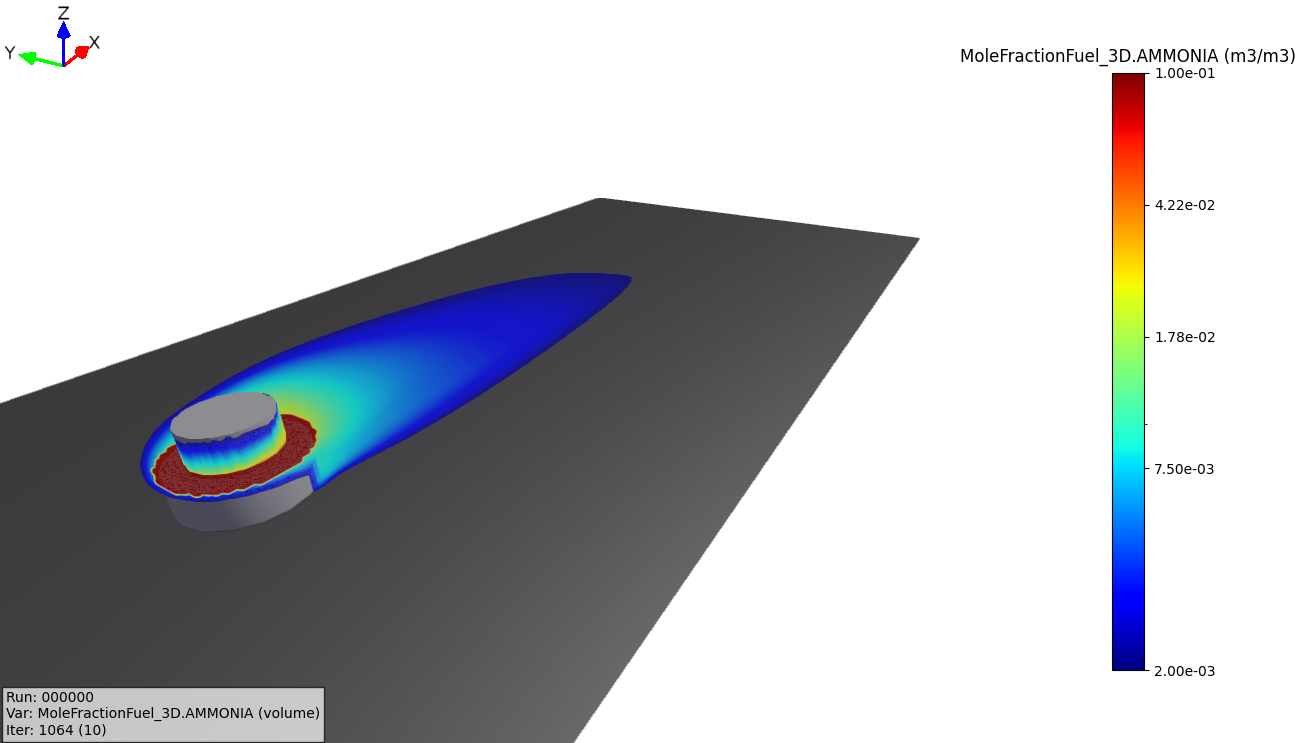 Z
X
Y
MoleFractionFuel_3D.AMMONIA (m3/m3)
1.00e-01
4.22e-02
1.78e-02
7.50e-03
2.00e-03
Run: 000000
Var: MoleFractionFuel_3D.AMMONIA (volume)
Iter: 1064 (10)